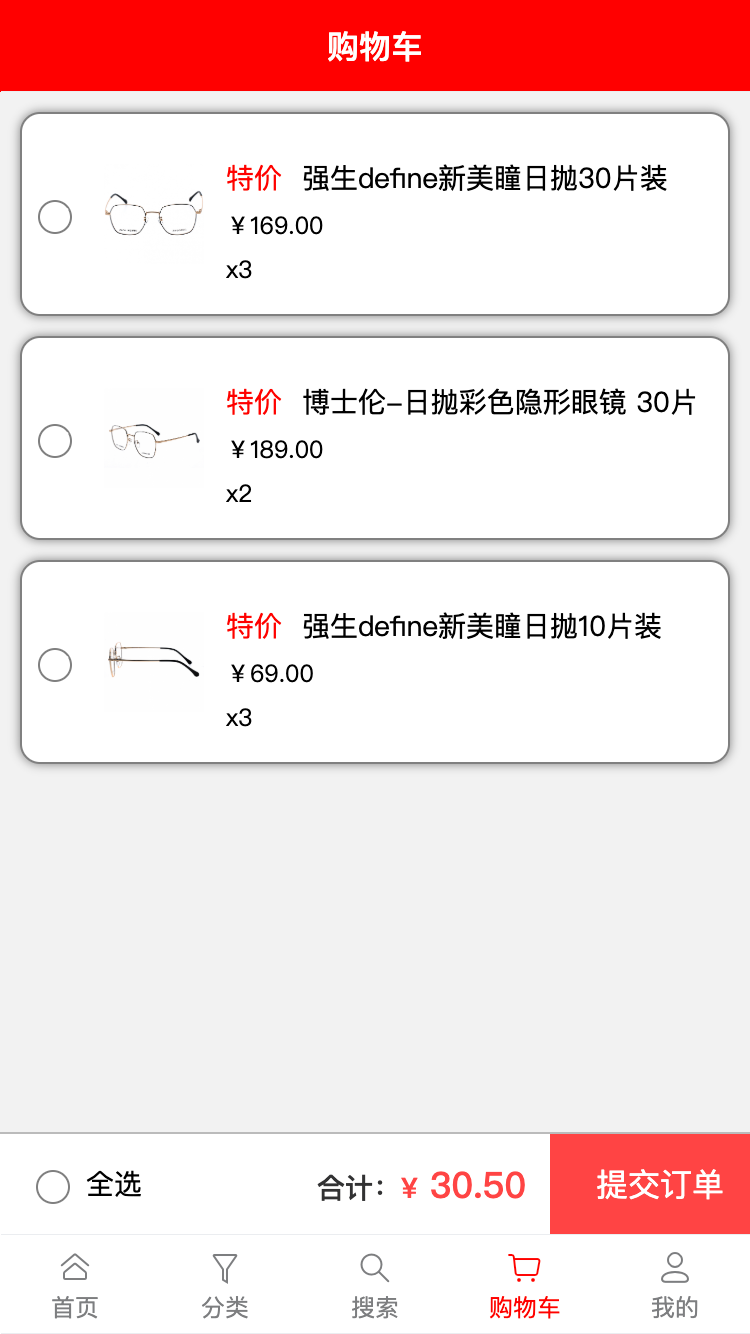 购物车
特价 强生define新美瞳日抛30片装
￥169.00
x3
特价 博士伦–日抛彩色隐形眼镜 30片
￥189.00
x2
特价 强生define新美瞳日抛10片装
￥69.00
x3
全选 合计：￥ 30.50 提交订单
首页 分类 搜索 购物车 我的